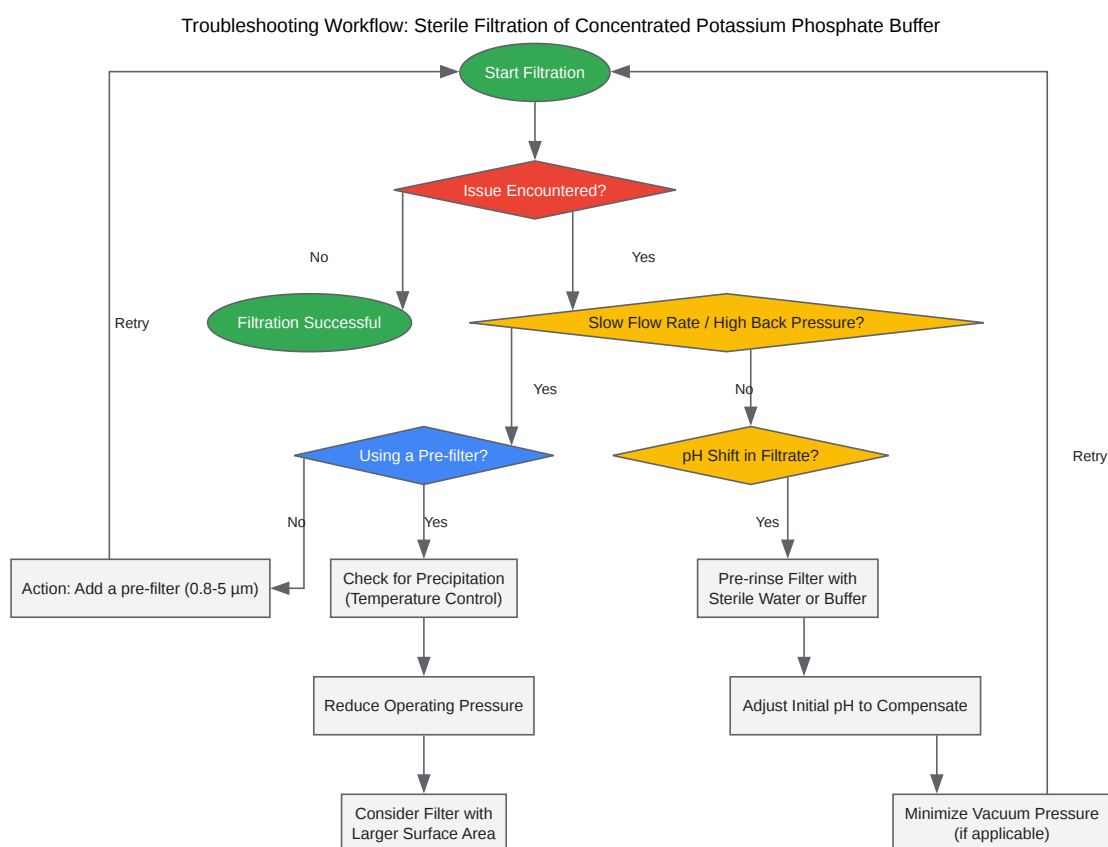 Troubleshooting Workflow: Sterile Filtration of Concentrated Potassium Phosphate Buffer
Start Filtration
Issue Encountered?
No
Yes
Filtration Successful
Slow Flow Rate / High Back Pressure?
Retry
Yes
No
Using a Pre-filter?
pH Shift in Filtrate?
Retry
No
Yes
Yes
Action: Add a pre-filter (0.8-5 µm)
Check for Precipitation
(Temperature Control)
Pre-rinse Filter with
Sterile Water or Buffer
Reduce Operating Pressure
Adjust Initial pH to Compensate
Consider Filter with
Larger Surface Area
Minimize Vacuum Pressure
(if applicable)